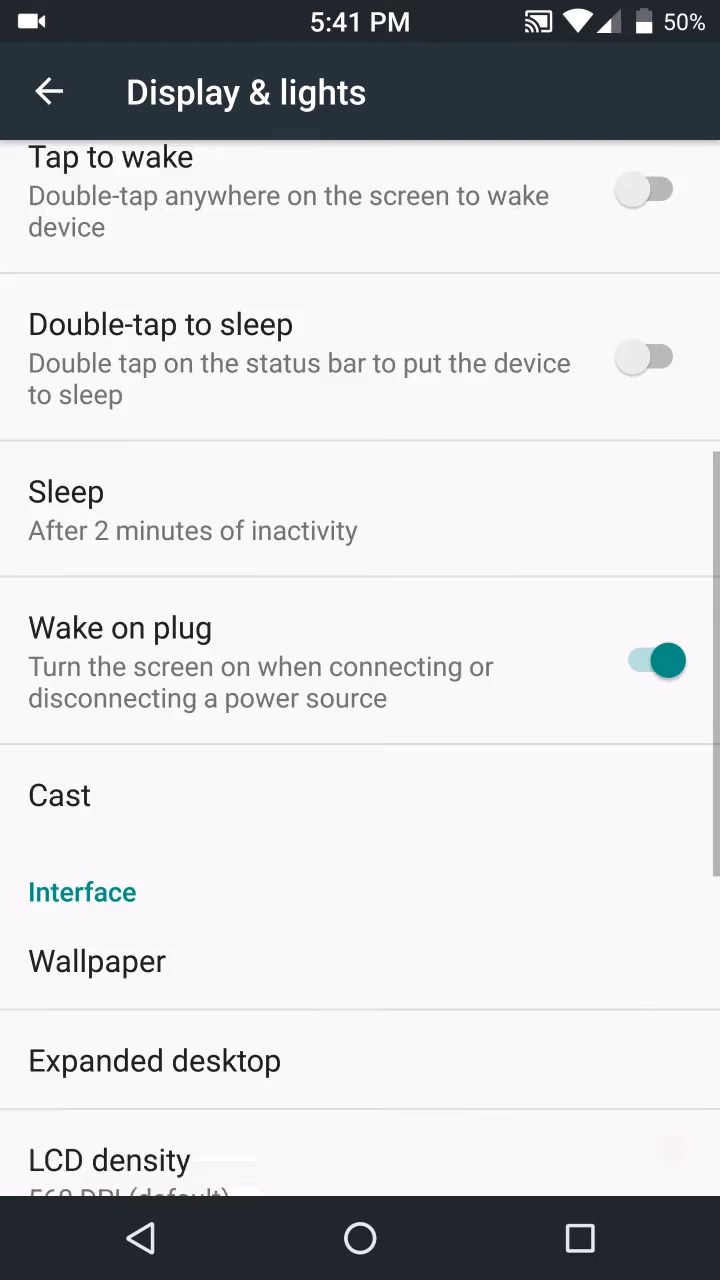 5:41 PM
50%
Display & lights
Tap to wake
Double-tap anywhere on the screen to wake
device
Double-tap to sleep
Double tap on the status bar to put the device
to sleep
Sleep
After 2 minutes of inactivity
Wake on plug
Turn the screen on when connecting or
disconnecting a power source
Cast
Interface
Wallpaper
Expanded desktop
LCD density
560 DPI (default)